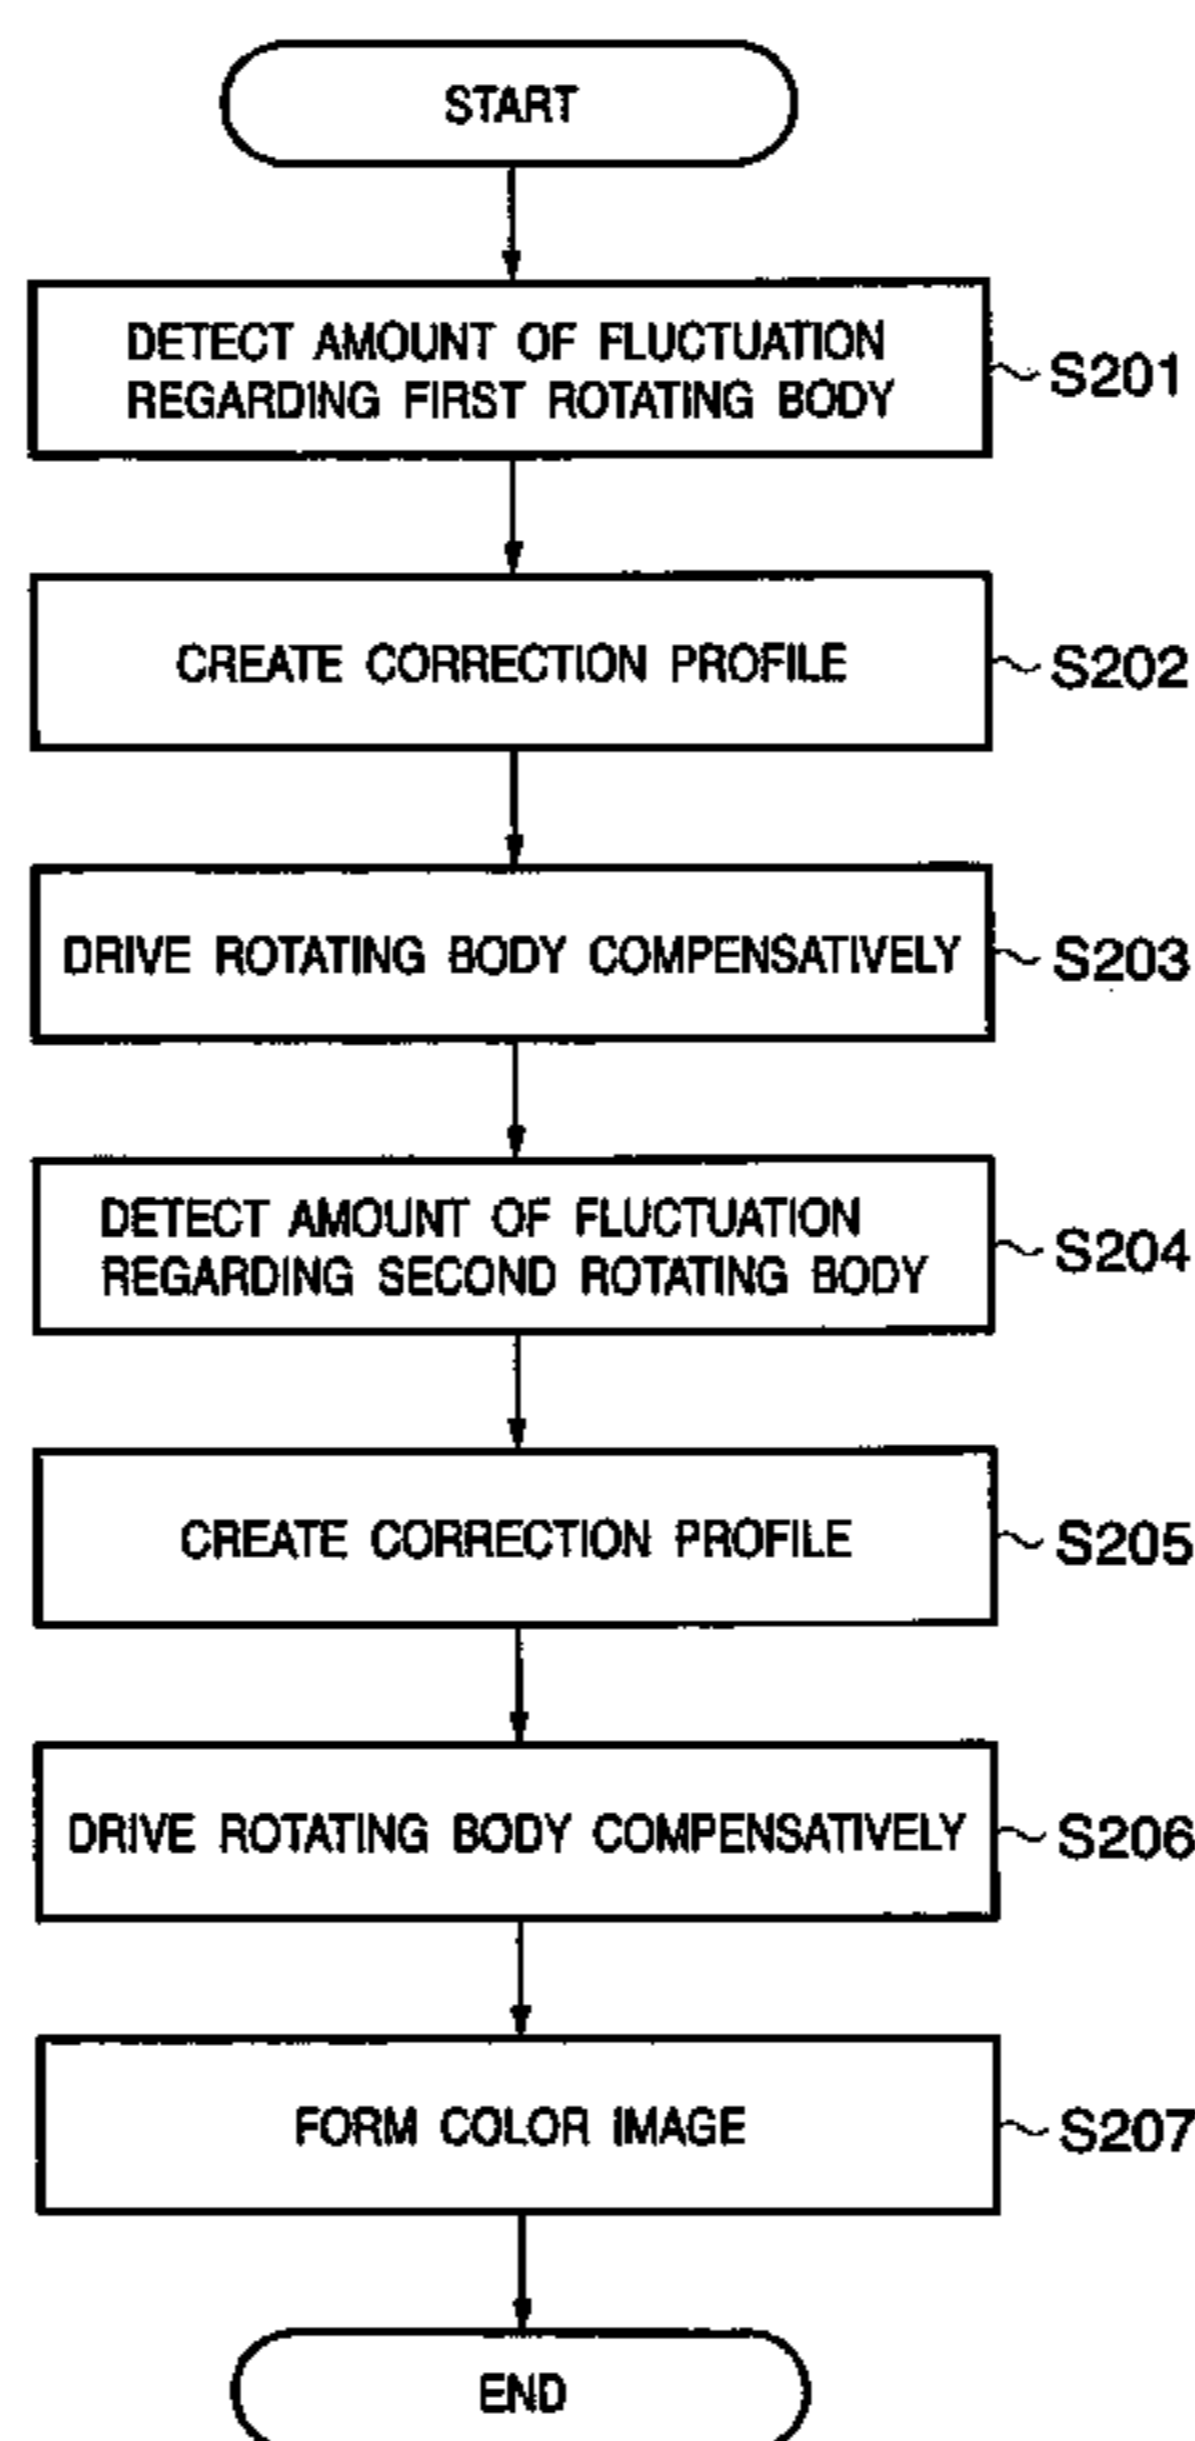 START
DETECT AMOUNT OF FLUCTUATION
REGARDING FIRST ROTATING BODY
S201
CREATE CORRECTION PROFILE
S202
DRIVE ROTATING BODY COMPENSATIVELY
S203
DETECT AMOUNT OF FLUCTUATION
REGARDING SECOND ROTATING BODY
S204
CREATE CORRECTION PROFILE
S205
DRIVE ROTATING BODY COMPENSATIVELY
S206
FORM COLOR IMAGE
S207
END